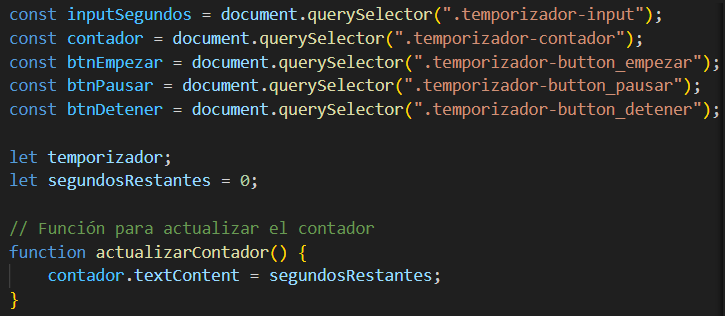 const inputSegundos = document.querySelector(".temporizador-input");
const contador = document.querySelector(".temporizador-contador");
const btnEmpezar = document.querySelector(".temporizador-button_empezar");
const btnPausar = document.querySelector(".temporizador-button_pausar");
const btnDetener = document.querySelector(".temporizador-button_detener");

let temporizador;
let segundosRestantes = 0;

// Función para actualizar el contador
function actualizarContador() {
    contador.textContent = segundosRestantes;
}